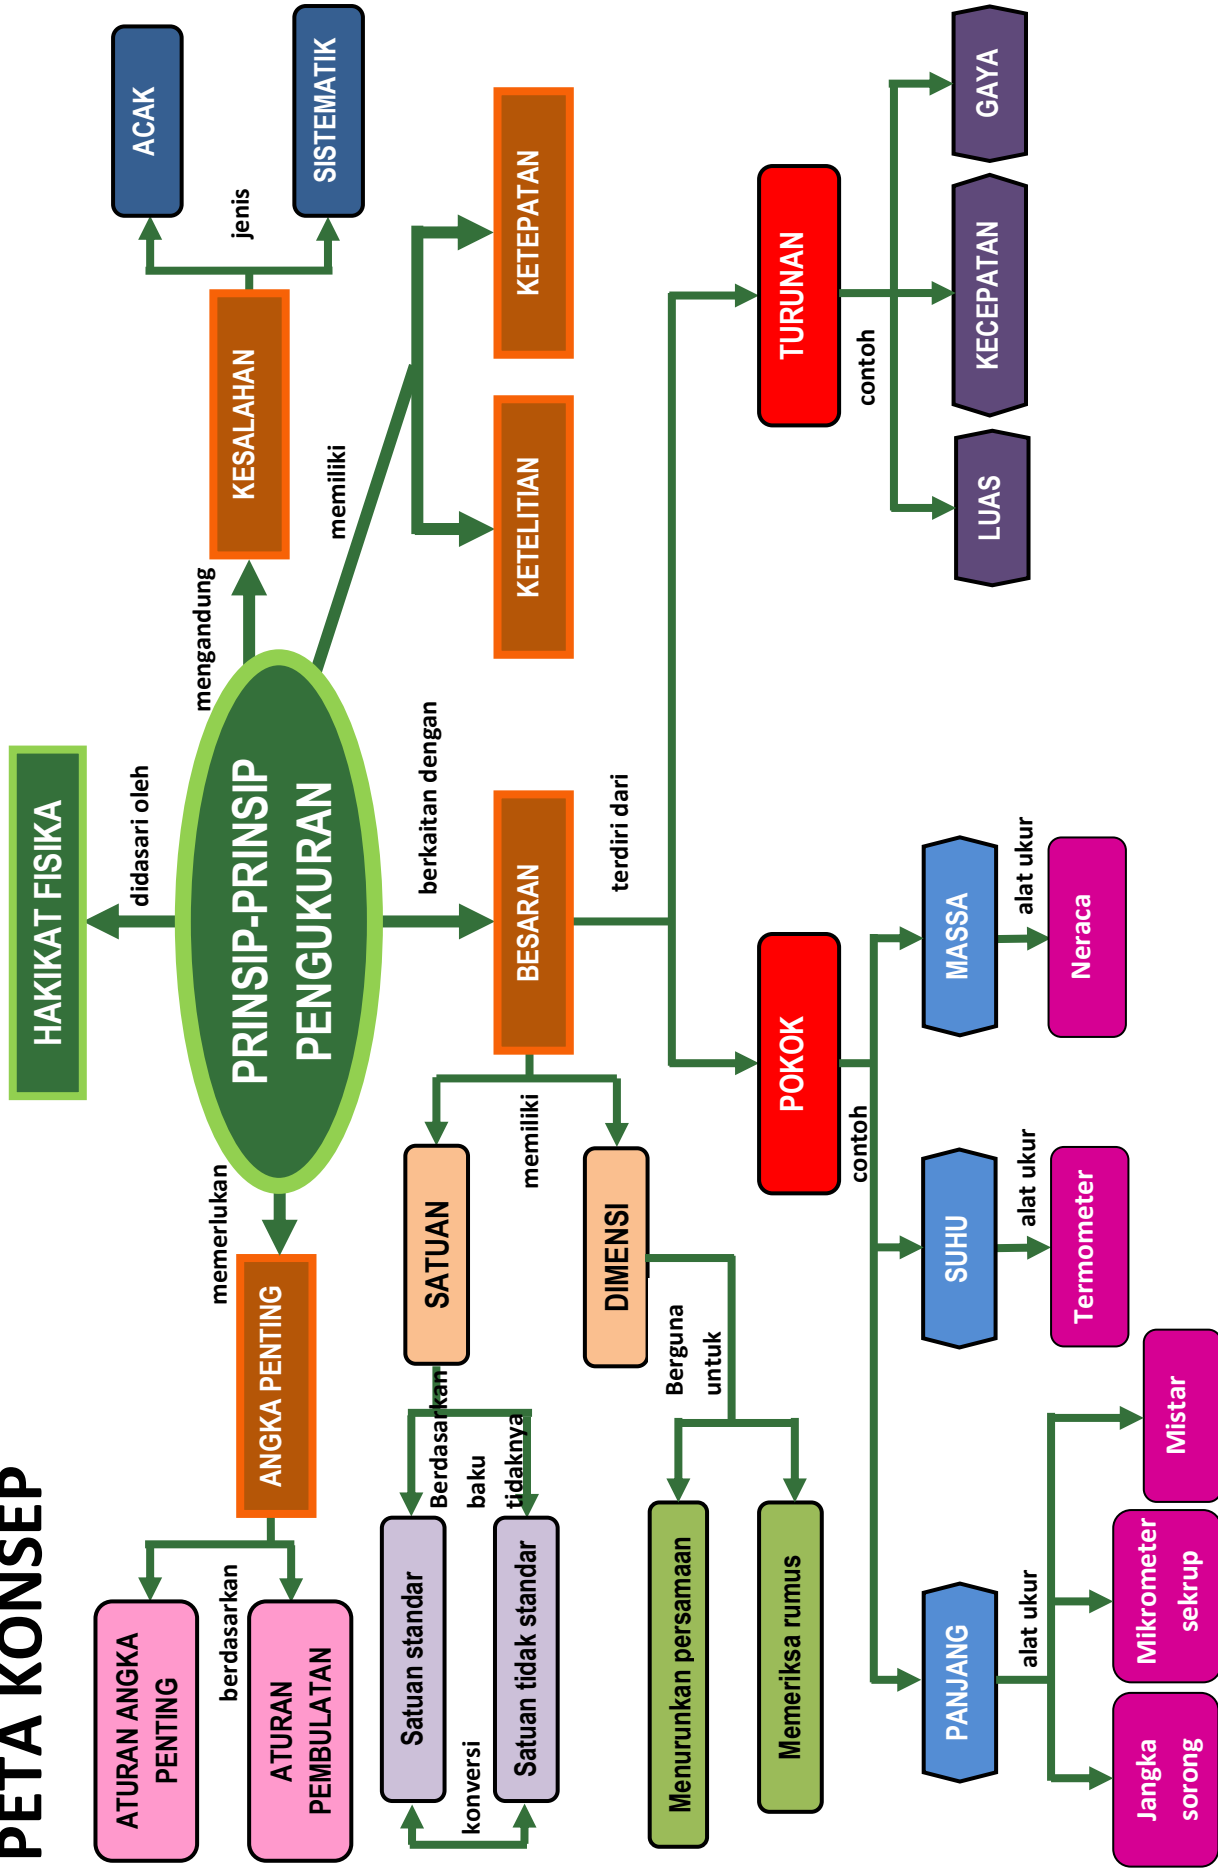 PETA KONSEP
HAKIKAT FISIKA
didasari oleh
PRINSIP-PRINSIP
PENGUKURAN
memerlukan
ANGKA PENTING
berdasarkan
ATURAN ANGKA
PENTING
ATURAN
PEMBULATAN
mengandung
KESALAHAN
jenis
ACAK
SISTEMATIK
memiliki
KETELITIAN
KETEPATAN
berkaitan dengan
BESARAN
memiliki
SATUAN
Berdasarkan
baku
tidaknya
Satuan standar
Satuan tidak standar
konversi
DIMENSI
Berguna
untuk
Menurunkan persamaan
Memeriksa rumus
terdiri dari
POKOK
contoh
PANJANG
SUHU
MASSA
alat ukur
alat ukur
alat ukur
Jangka
sorong
Mikrometer
sekrup
Mistar
Termometer
Neraca
TURUNAN
contoh
LUAS
KECEPATAN
GAYA